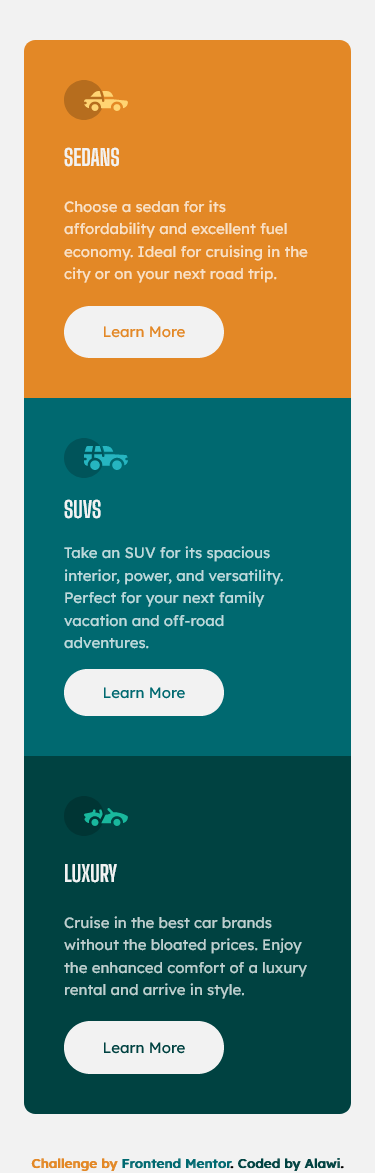 SEDANS
Choose a sedan for its
affordability and excellent fuel
economy. Ideal for cruising in the
city or on your next road trip.
Learn More
SUVS
Take an SUV for its spacious
interior, power, and versatility.
Perfect for your next family
vacation and off-road
adventures.
Learn More
LUXURY
Cruise in the best car brands
without the bloated prices. Enjoy
the enhanced comfort of a luxury
rental and arrive in style.
Learn More
Challenge by Frontend Mentor. Coded by Alawi.